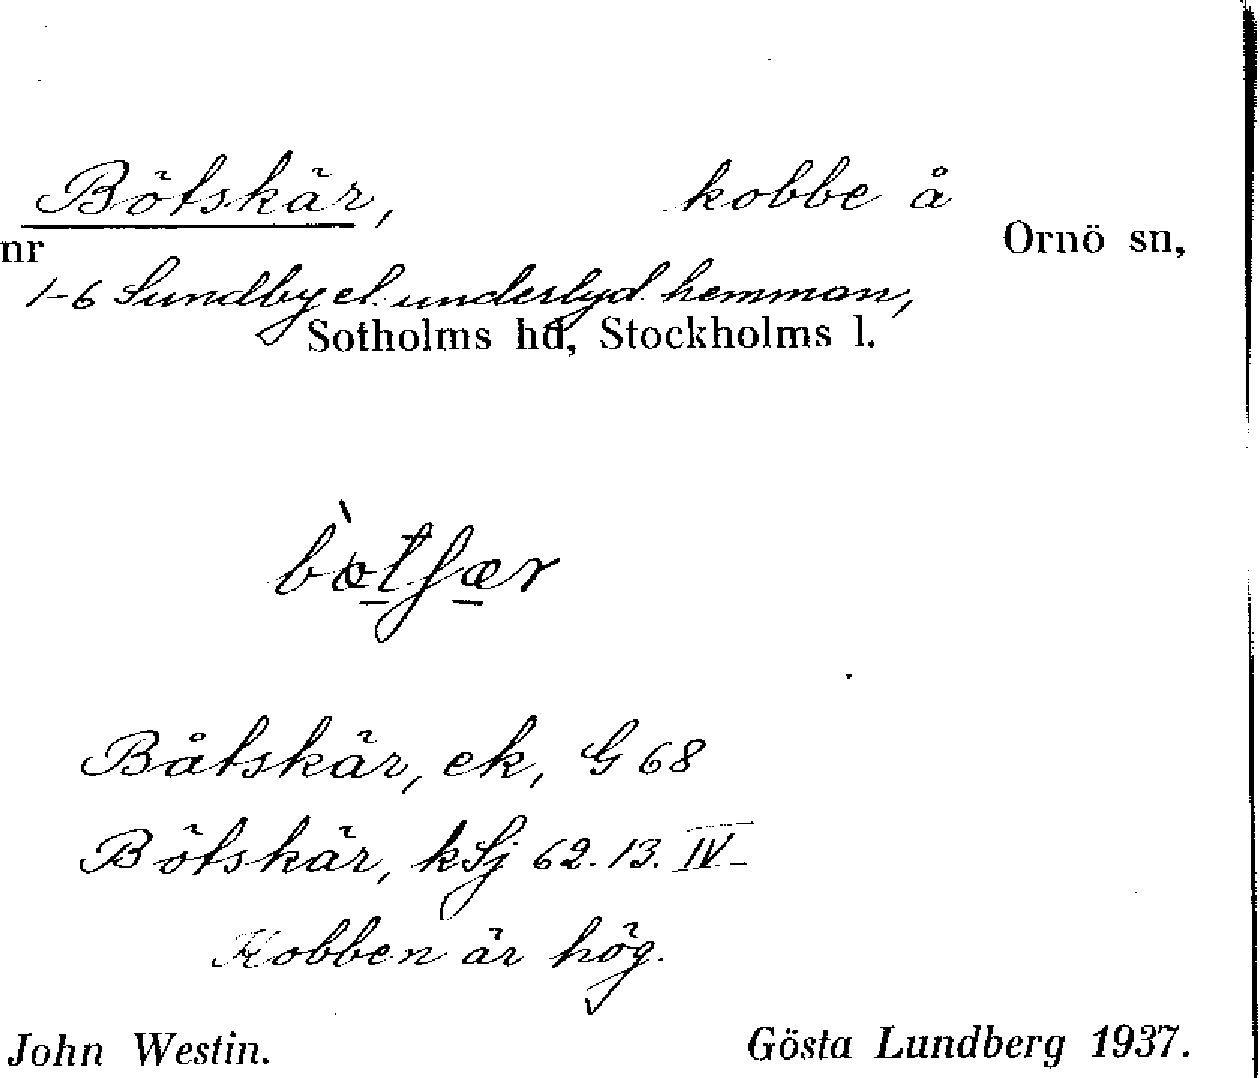 Bötskär, kobbe å
nr Ornö sn,
1-6 Sundby el. underlyd. hemman,
Sotholms hd, Stockholms l.
Båtskär, ek, G 68
Bötskär, kSj 62.13. IV
Kobben är hög.
John Westin. Gösta Lundberg 1937.